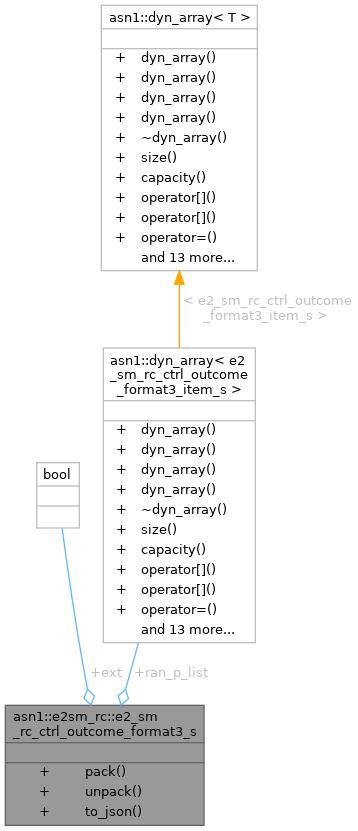 asn1::dyn_array< T >
+ dyn_array()
+ dyn_array()
+ dyn_array()
+ dyn_array()
+ ~dyn_array()
+ size()
+ capacity()
+ operator[]()
+ operator[]()
+ operator=()
and 13 more...
< e2_sm_rc_ctrl_outcome
_format3_item_s >
asn1::dyn_array< e2
_sm_rc_ctrl_outcome
_format3_item_s >
+ dyn_array()
+ dyn_array()
+ dyn_array()
+ dyn_array()
+ ~dyn_array()
+ size()
+ capacity()
+ operator[]()
+ operator[]()
+ operator=()
and 13 more...
bool
+ext
+ran_p_list
asn1::e2sm_rc::e2_sm
_rc_ctrl_outcome_format3_s
+ pack()
+ unpack()
+ to_json()